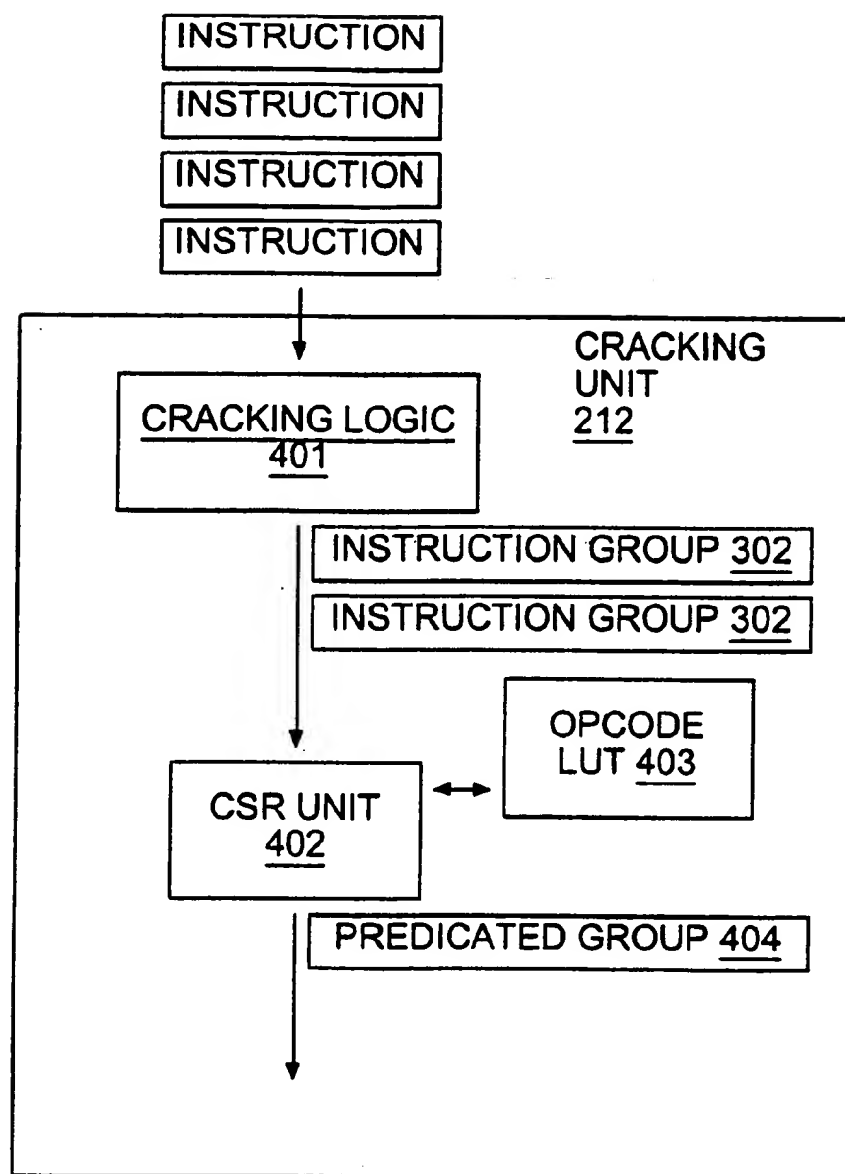 INSTRUCTION
INSTRUCTION
INSTRUCTION
INSTRUCTION
CRACKING
UNIT
212
CRACKING LOGIC
401
INSTRUCTION GROUP 302
INSTRUCTION GROUP 302
OPCODE
LUT 403
CSR UNIT
402
PREDICATED GROUP 404